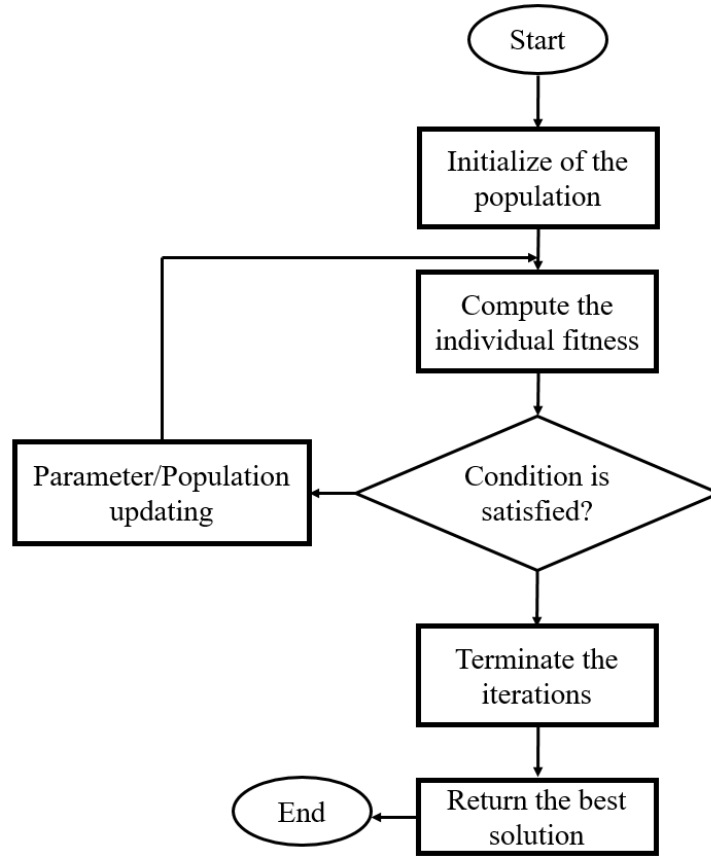 Start
Initialize of the
population
Compute the
individual fitness
Condition is
satisfied?
Parameter/Population
updating
Terminate the
iterations
Return the best
solution
End